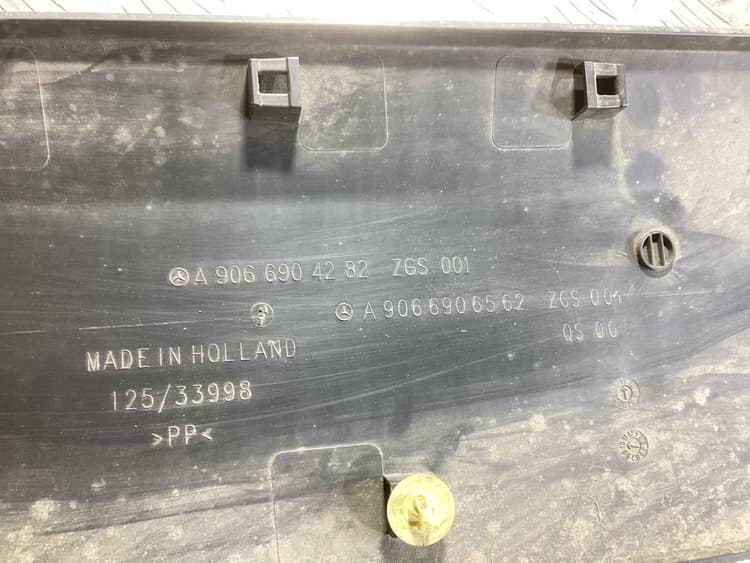 A 906 690 42 82 ZGS 001
A 906 690 65 62 ZGS 001
QS 00
MADE IN HOLLAND
125/33998
>PP<